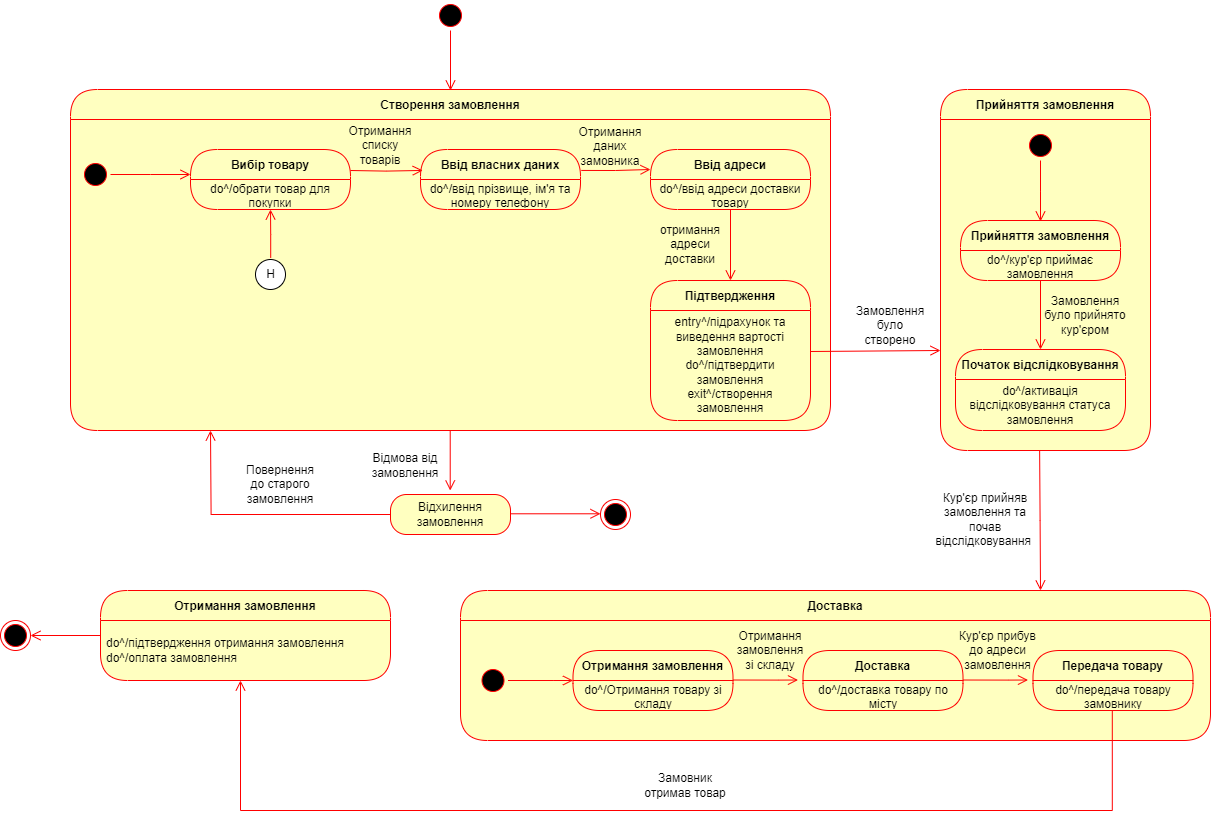 Створення замовлення
Отримання
списку
товарів
Отримання
даних
замовника
Вибір товару
do^/обрати товар для
покупки
Ввід власних даних
do^/ввід прізвище, ім'я та
номеру телефону
Ввід адреси
do^/ввід адреси доставки
товару
H
отримання
адреси
доставки
Підтвердження
entry^/підрахунок та
виведення вартості
замовлення
do^/підтвердити
замовлення
exit^/створення
замовлення
Замовлення
було
створено
Прийняття замовлення
Прийняття замовлення
do^/кур'єр приймає
замовлення
Замовлення
було прийнято
кур'єром
Початок відслідковування
do^/активація
відслідковування статуса
замовлення
Повернення
до старого
замовлення
Відмова від
замовлення
Відхилення
замовлення
Кур'єр прийняв
замовлення та
почав
відслідковування
Отримання замовлення
do^/підтвердження отримання замовлення
do^/оплата замовлення
Доставка
Отримання замовлення
do^/Отримання товару зі
складу
Отримання
замовлення
зі складу
Доставка
do^/доставка товару по
місту
Кур'єр прибув
до адреси
замовлення
Передача товару
do^/передача товару
замовнику
Замовник
отримав товар